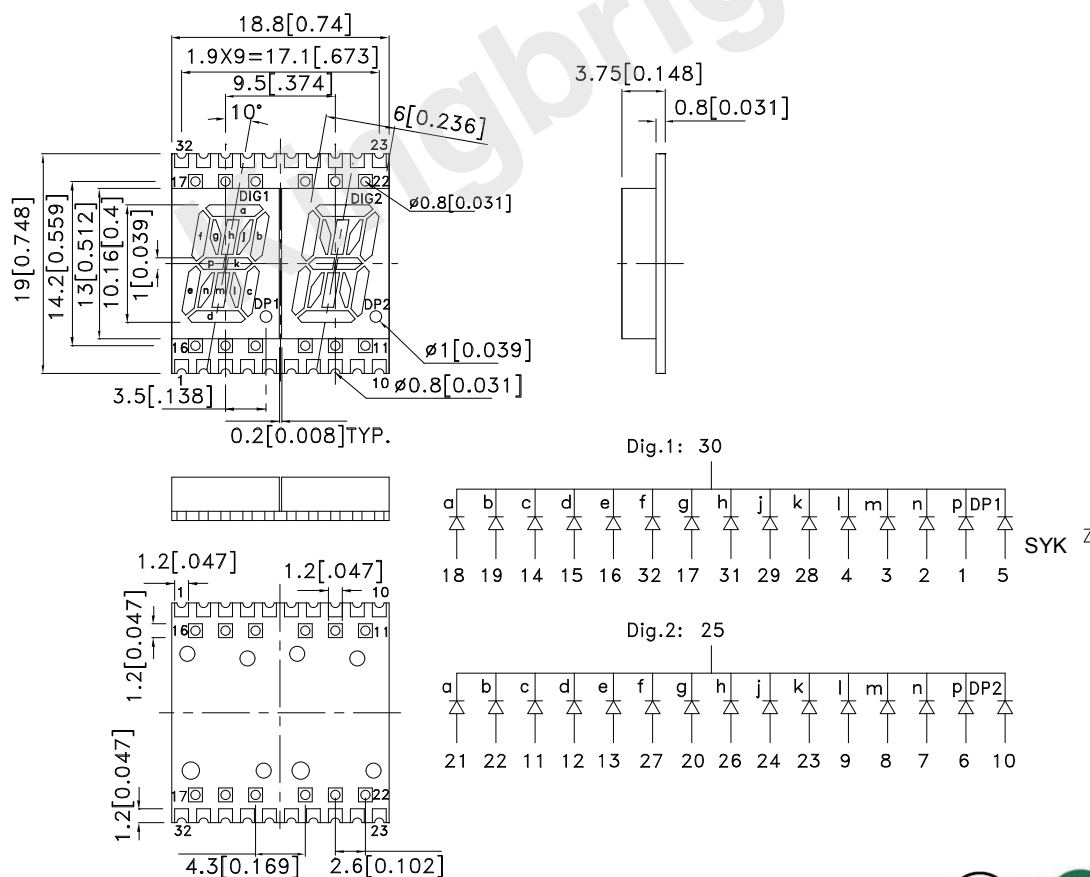 Kingbrig
18.8[0.74]
1.9X9=17.1[.673]
9.5[.374]
10°
6[0.236]
3.75[0.148]
0.8[0.031]
32 23
17 22
DIG1 DIG2
ø0.8[0.031]
a
f g h j b
p k
e n m l c
d
DP1 DP2
19[0.748]
14.2[0.559]
13[0.512]
10.16[0.4]
1[0.039]
16 11
1 10
ø1[0.039]
ø0.8[0.031]
3.5[.138]
0.2[0.008]TYP.
Dig.1: 30
a b c d e f g h j k l m n p DP1
SYK
18 19 14 15 16 32 17 31 29 28 4 3 2 1 5
Dig.2: 25
a b c d e f g h j k l m n p DP2
21 22 11 12 13 27 20 26 24 23 9 8 7 6 10
1.2[.047]
1.2[.047]
1 10
16 11
1.2[0.047]
1.2[0.047]
17 22
32 23
4.3[0.169]
2.6[0.102]